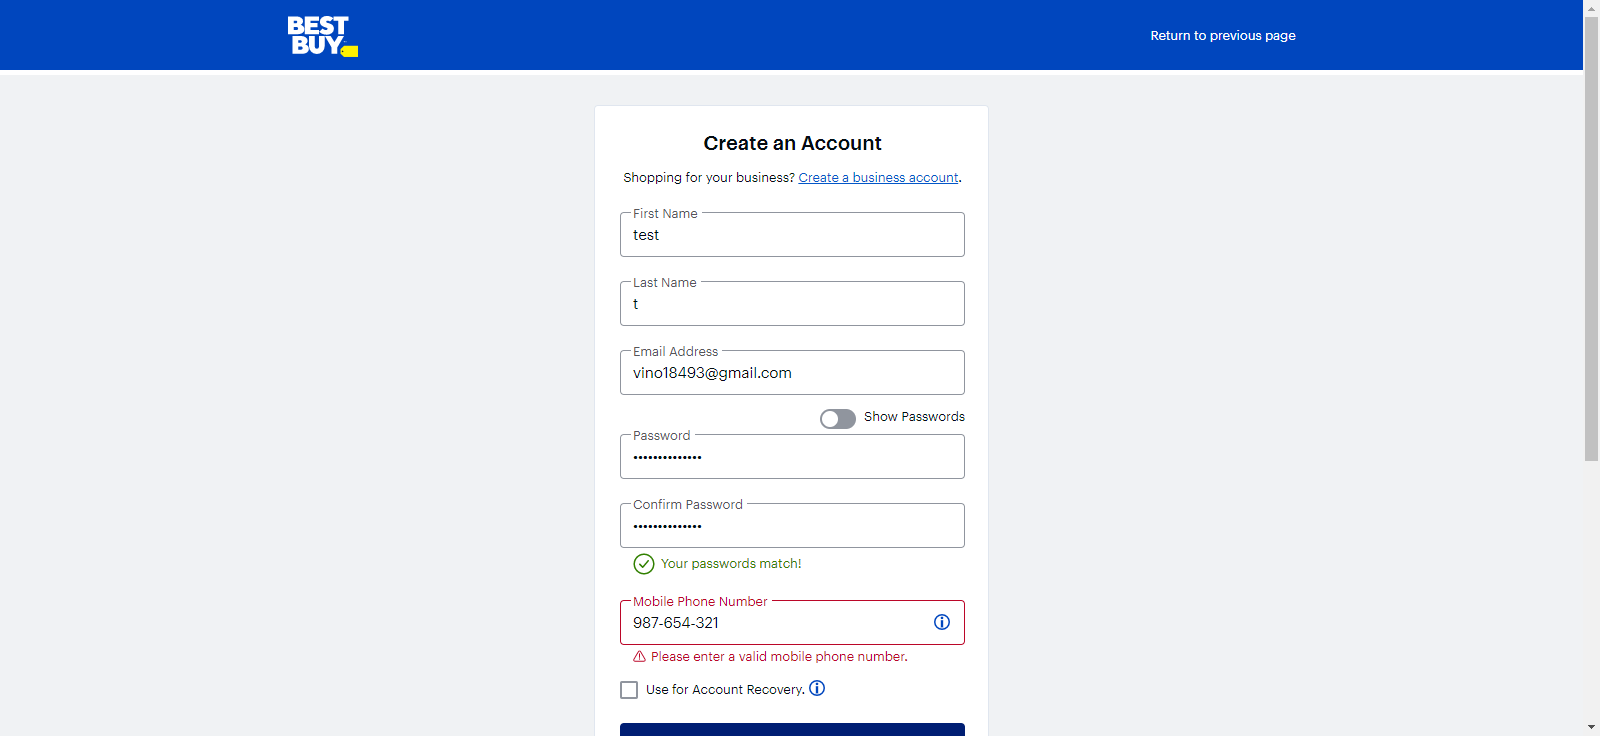 BEST
BUY
Return to previous page
Create an Account
Shopping for your business? Create a business account.
First Name
test
Last Name
t
Email Address
vino18493@gmail.com
Show Passwords
Password
••••••••••••••
Confirm Password
••••••••••••••
Your passwords match!
Mobile Phone Number
987-654-321
Please enter a valid mobile phone number.
Use for Account Recovery.